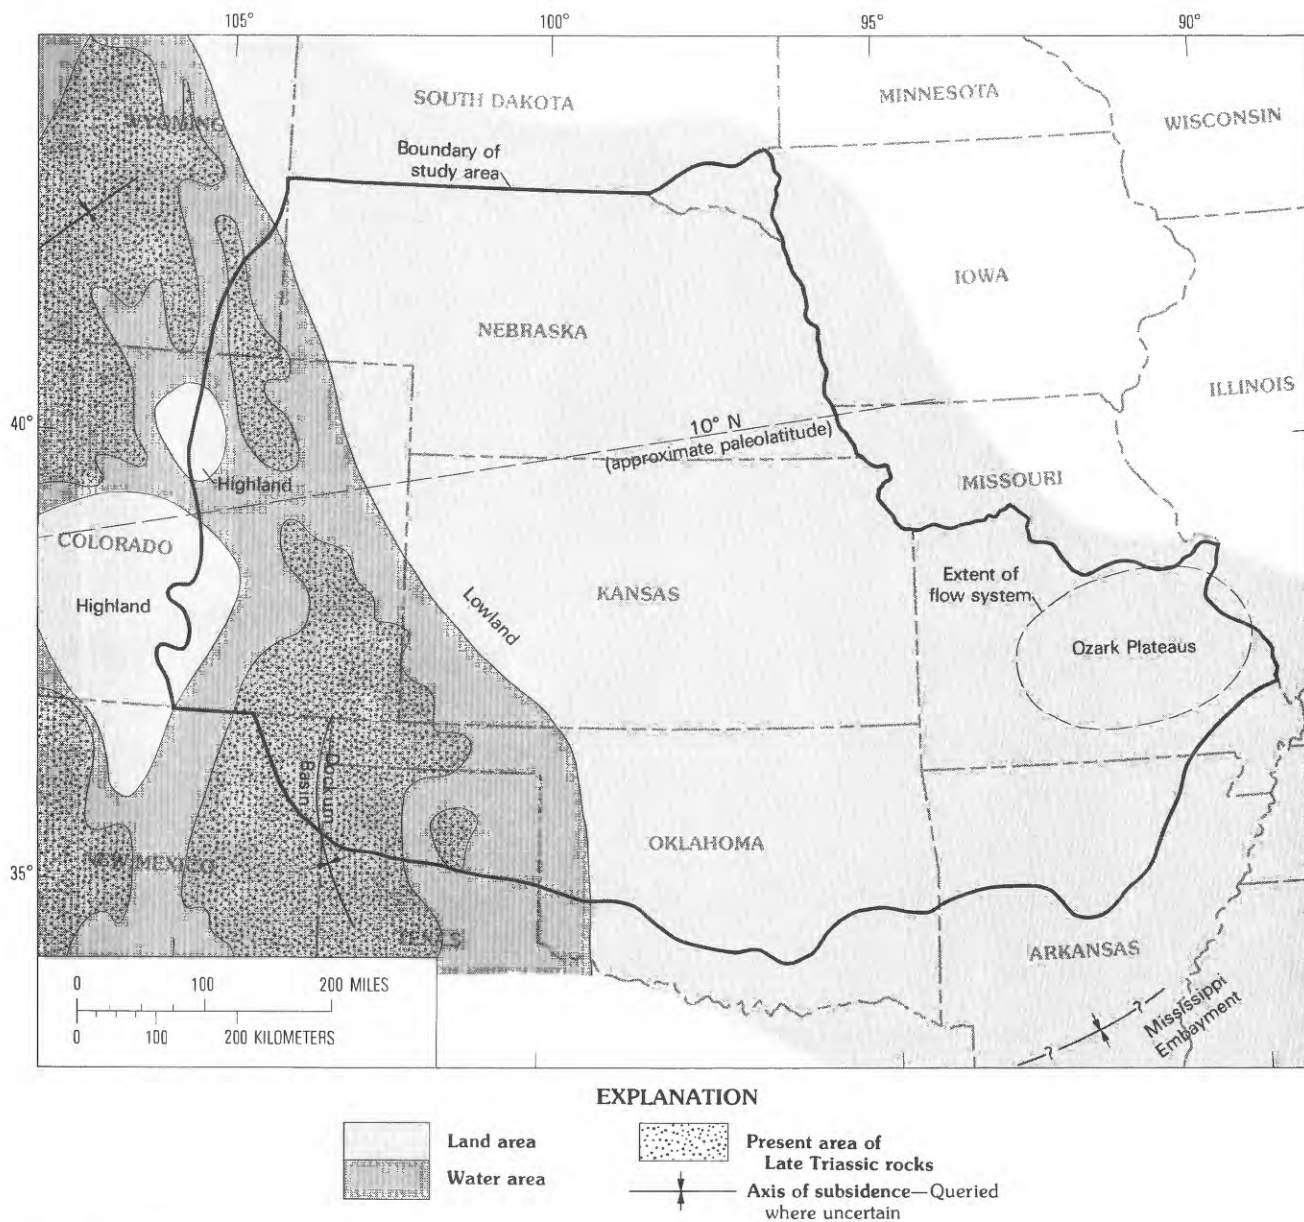 105°
100°
95°
90°
SOUTH DAKOTA
MINNESOTA
WISCONSIN
WYOMING
Boundary of
study area
IOWA
NEBRASKA
ILLINOIS
40°
10° N
(approximate paleolatitude)
Highland
MISSOURI
COLORADO
Extent of
flow system
Highland
KANSAS
Lowland
Ozark Plateaus
Dockum
Basin
OKLAHOMA
NEW MEXICO
35°
TEXAS
ARKANSAS
0 100 200 MILES
0 100 200 KILOMETERS
Mississippi
Embayment
?
?
EXPLANATION
Land area
Water area
Present area of
Late Triassic rocks
Axis of subsidence—Queried
where uncertain